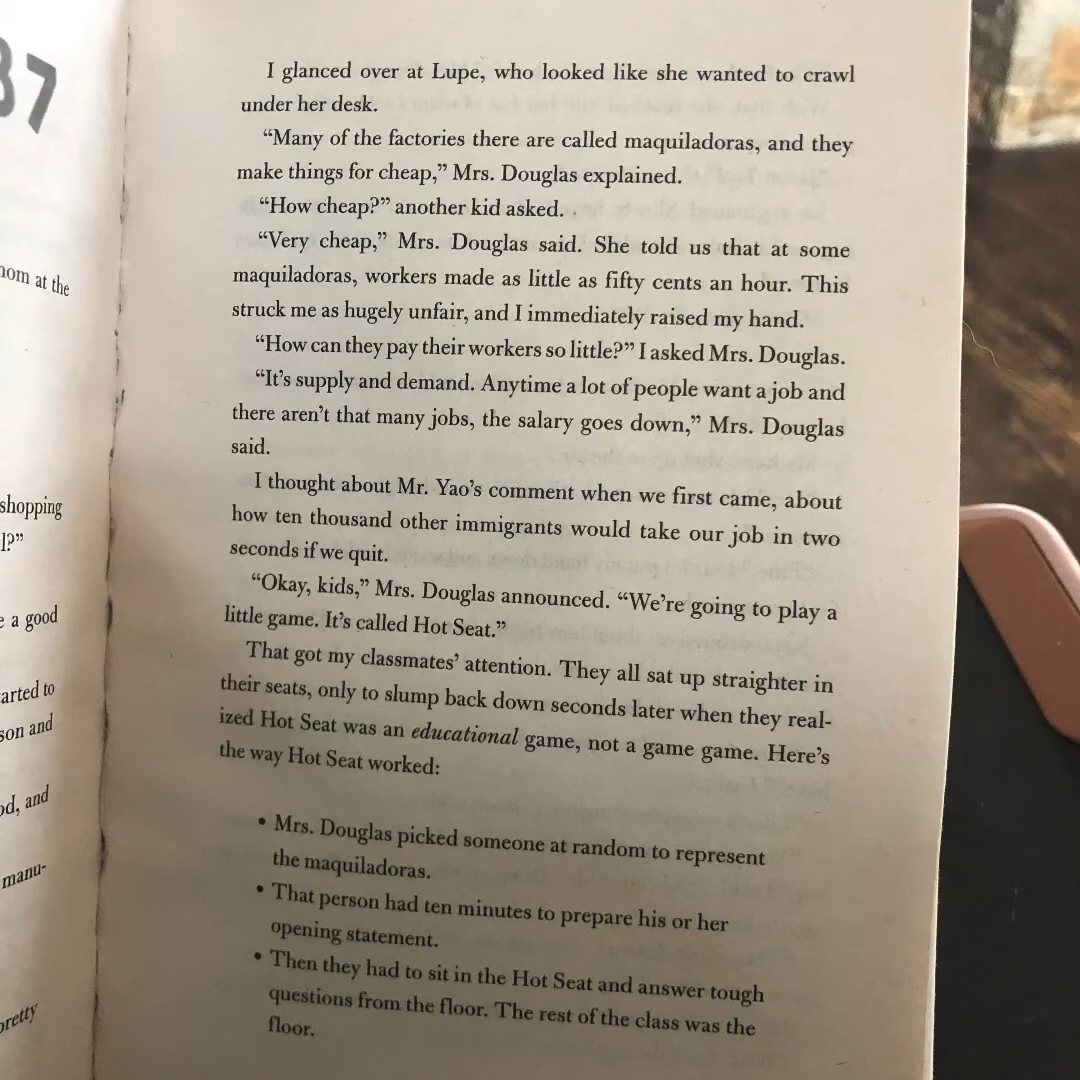 37
mom at the
shopping
l?"
e a good
arted to
son and
od, and
manu-
pretty
I glanced over at Lupe, who looked like she wanted to crawl
under her desk.
“Many of the factories there are called maquiladoras, and they
make things for cheap,” Mrs. Douglas explained.
“How cheap?” another kid asked.
“Very cheap,” Mrs. Douglas said. She told us that at some
maquiladoras, workers made as little as fifty cents an hour. This
struck me as hugely unfair, and I immediately raised my hand.
“How can they pay their workers so little?” I asked Mrs. Douglas.
“It’s supply and demand. Anytime a lot of people want a job and
there aren’t that many jobs, the salary goes down,” Mrs. Douglas
said.
I thought about Mr. Yao’s comment when we first came, about
how ten thousand other immigrants would take our job in two
seconds if we quit.
“Okay, kids,” Mrs. Douglas announced. “We’re going to play a
little game. It’s called Hot Seat.”
That got my classmates’ attention. They all sat up straighter in
their seats, only to slump back down seconds later when they real-
ized Hot Seat was an educational game, not a game game. Here’s
the way Hot Seat worked:
• Mrs. Douglas picked someone at random to represent
the maquiladoras.
• That person had ten minutes to prepare his or her
opening statement.
• Then they had to sit in the Hot Seat and answer tough
questions from the floor. The rest of the class was the
floor.